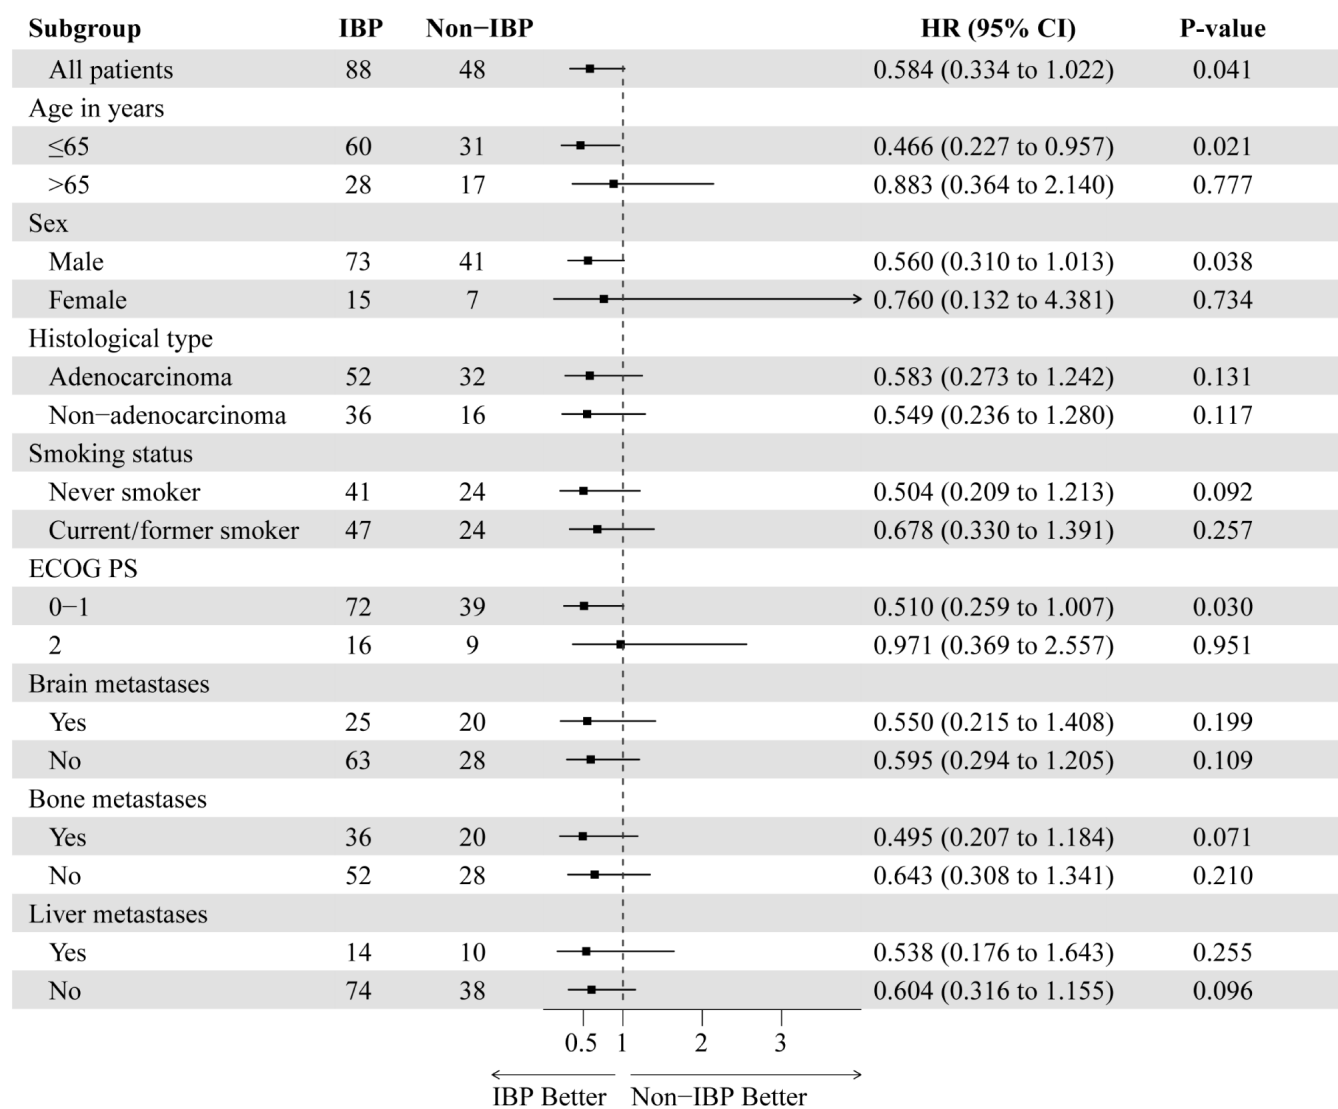 Subgroup IBP Non−IBP HR (95% CI) P-value
All patients 88 48 0.584 (0.334 to 1.022) 0.041
Age in years
≤65 60 31 0.466 (0.227 to 0.957) 0.021
>65 28 17 0.883 (0.364 to 2.140) 0.777
Sex
Male 73 41 0.560 (0.310 to 1.013) 0.038
Female 15 7 0.760 (0.132 to 4.381) 0.734
Histological type
Adenocarcinoma 52 32 0.583 (0.273 to 1.242) 0.131
Non−adenocarcinoma 36 16 0.549 (0.236 to 1.280) 0.117
Smoking status
Never smoker 41 24 0.504 (0.209 to 1.213) 0.092
Current/former smoker 47 24 0.678 (0.330 to 1.391) 0.257
ECOG PS
0−1 72 39 0.510 (0.259 to 1.007) 0.030
2 16 9 0.971 (0.369 to 2.557) 0.951
Brain metastases
Yes 25 20 0.550 (0.215 to 1.408) 0.199
No 63 28 0.595 (0.294 to 1.205) 0.109
Bone metastases
Yes 36 20 0.495 (0.207 to 1.184) 0.071
No 52 28 0.643 (0.308 to 1.341) 0.210
Liver metastases
Yes 14 10 0.538 (0.176 to 1.643) 0.255
No 74 38 0.604 (0.316 to 1.155) 0.096
0.5 1 2 3
IBP Better Non−IBP Better